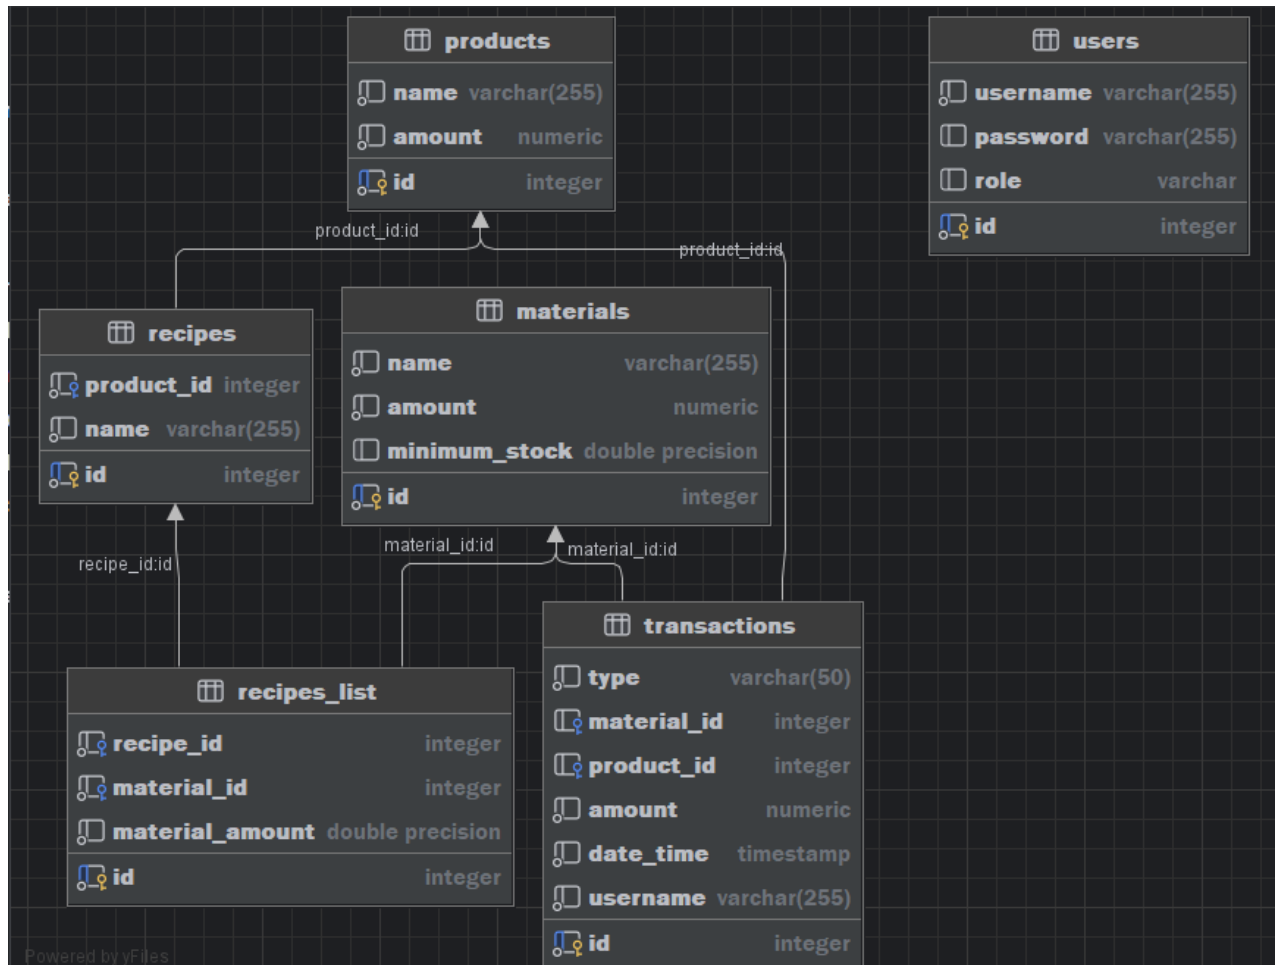 products
name varchar(255)
amount numeric
id integer
users
username varchar(255)
password varchar(255)
role varchar
id integer
product_id:id
product_id:id
recipes
product_id integer
name varchar(255)
id integer
materials
name varchar(255)
amount numeric
minimum_stock double precision
id integer
recipe_id:id
material_id:id
material_id:id
recipes_list
recipe_id integer
material_id integer
material_amount double precision
id integer
transactions
type varchar(50)
material_id integer
product_id integer
amount numeric
date_time timestamp
username varchar(255)
id integer
Powered by yFiles